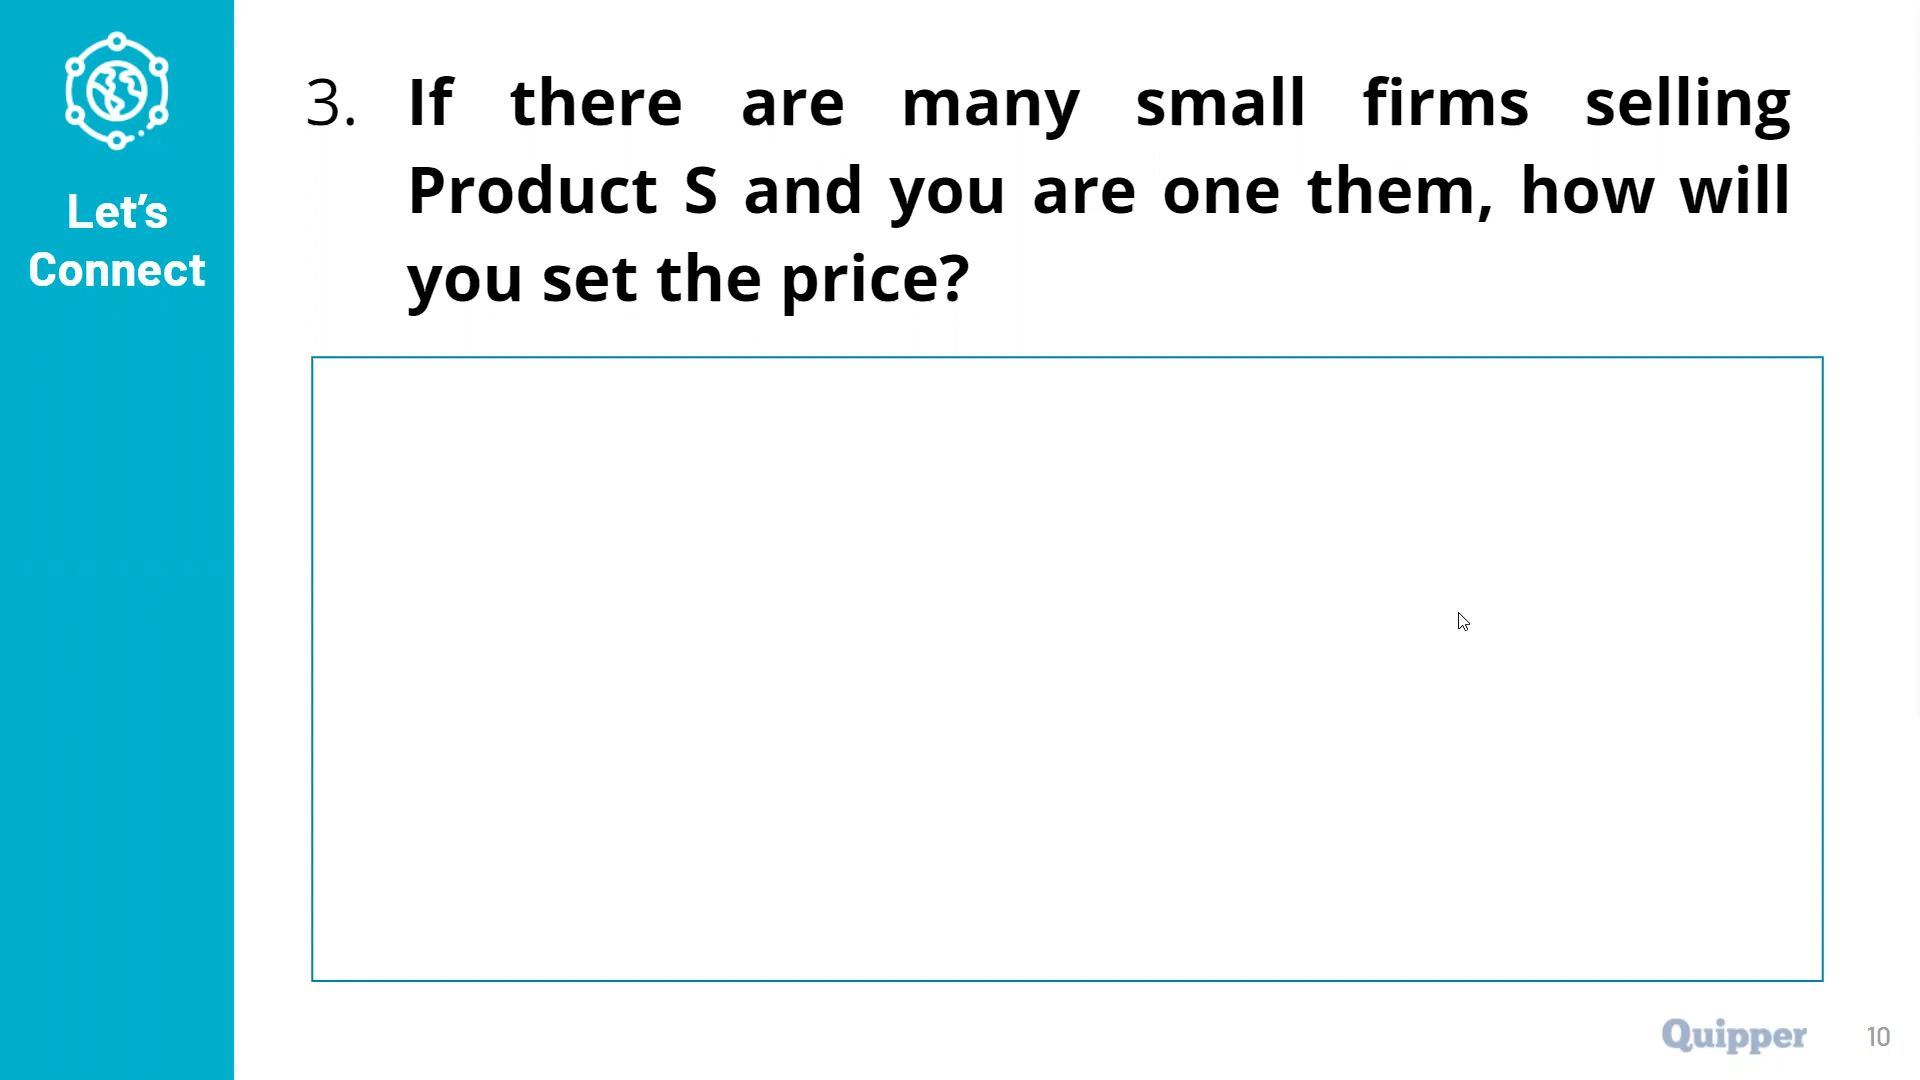 Let's
Connect
3. If there are many small firms selling
Product S and you are one them, how will
you set the price?
Quipper
10